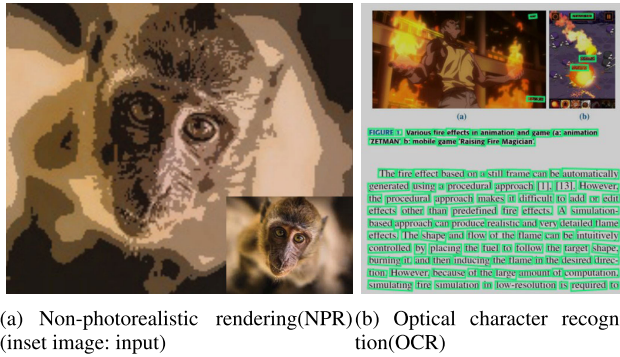 (a)
(b)
FIGURE 1. Various fire effects in animation and game (a: animation
"ZETMAN" b: mobile game "Raising Fire Magician".
The fire effect based on a still frame can be automatically
generated using a procedural approach [1], [13]. However,
the procedural approach makes it difficult to add or edit
effects other than predefined fire effects. A simulation-
based approach can produce realistic and very detailed flame
effects. The shape and flow of the flame can be intuitively
controlled by placing the fuel to follow the target shape,
burning it, and then inducing the flame in the desired direc-
tion. However, because of the large amount of computation,
simulating fire simulation in low-resolution is required to
(a) Non-photorealistic rendering(NPR)
(inset image: input)
(b) Optical character recogn
tion(OCR)